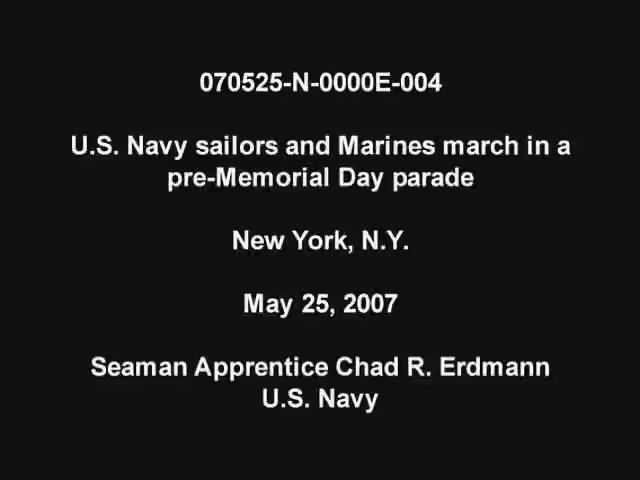 070525-N-0000E-004
U.S. Navy sailors and Marines march in a
pre-Memorial Day parade
New York, N.Y.
May 25, 2007
Seaman Apprentice Chad R. Erdmann
U.S. Navy